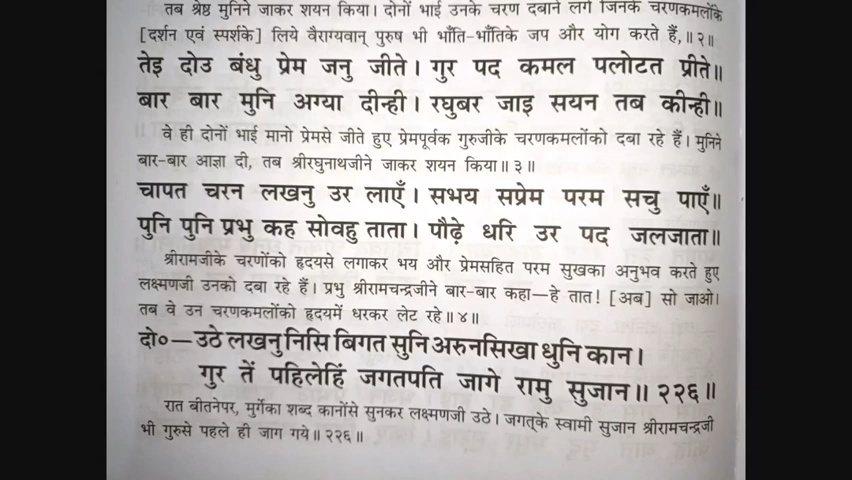 तब श्रेष्ठ मुनिने जाकर शयन किया। दोनों भाई उनके चरण दबाने लगे जिनके चरणकमलोंके
[दर्शन एवं स्पर्शके] लिये वैराग्यवान् पुरुष भी भाँति-भाँतिके जप और योग करते हैं,॥२॥
तेइ दोउ बंधु प्रेम जनु जीते। गुर पद कमल पलोटत प्रीते॥
बार बार मुनि अग्या दीन्ही। रघुबर जाइ सयन तब कीन्ही॥
वे ही दोनों भाई मानो प्रेमसे जीते हुए प्रेमपूर्वक गुरुजीके चरणकमलोंको दबा रहे हैं। मुनिने
बार-बार आज्ञा दी, तब श्रीरघुनाथजीने जाकर शयन किया॥३॥
चापत चरन लखनु उर लाएँ। सभय सप्रेम परम सचु पाएँ॥
पुनि पुनि प्रभु कह सोवहु ताता। पौढ़े धरि उर पद जलजाता॥
श्रीरामजीके चरणोंको हृदयसे लगाकर भय और प्रेमसहित परम सुखका अनुभव करते हुए
लक्ष्मणजी उनको दबा रहे हैं। प्रभु श्रीरामचन्द्रजीने बार-बार कहा—हे तात! [अब] सो जाओ।
तब वे उन चरणकमलोंको हृदयमें धरकर लेट रहे॥४॥
दो०—उठे लखनु निसि बिगत सुनि अरुनसिखा धुनि कान।
गुर तें पहिलेहिं जगतपति जागे रामु सुजान॥२२६॥
रात बीतनेपर, मुर्गेका शब्द कानोंसे सुनकर लक्ष्मणजी उठे। जगत्‌के स्वामी सुजान श्रीरामचन्द्रजी
भी गुरुसे पहले ही जाग गये॥२२६॥